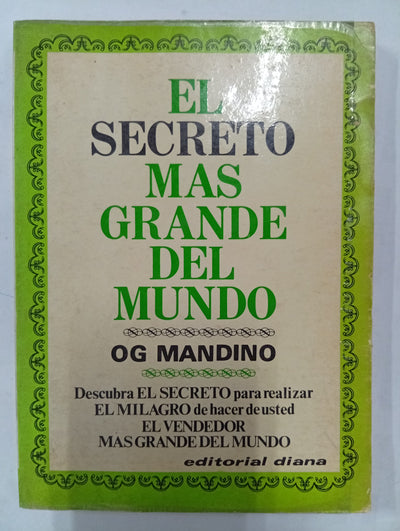 EL
SECRETO
MAS
GRANDE
DEL
MUNDO
OG MANDINO
Descubra EL SECRETO para realizar
EL MILAGRO de hacer de usted
EL VENDEDOR
MAS GRANDE DEL MUNDO
editorial diana